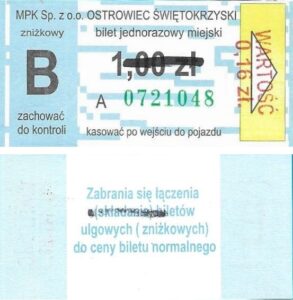 MPK Sp. z o.o. OSTROWIEC ŚWIĘTOKRZYSKI
zniżkowy
bilet jednorazowy miejski
B
1,00 zł
A 0721048
zachować
do kontroli
kasować po wejściu do pojazdu
WARTOŚĆ
0,16 zł.
Zabrania się łączenia
(składania) biletów
ulgowych ( zniżkowych)
do ceny biletu normalnego